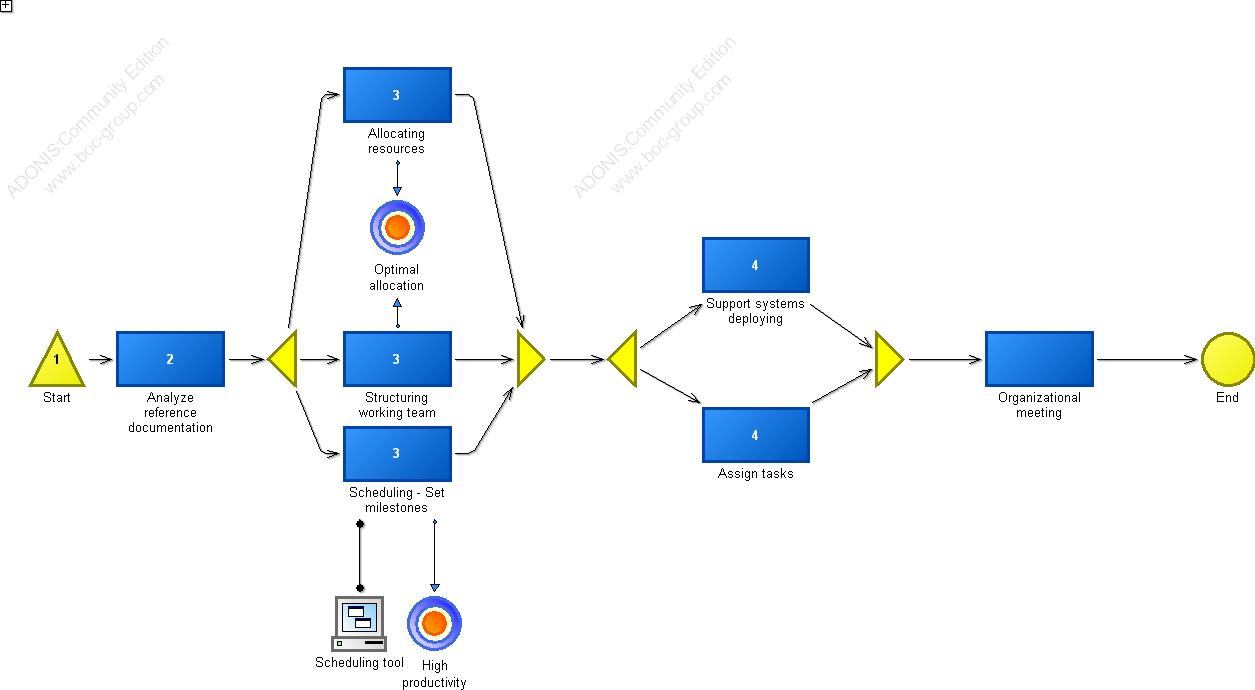 ADONIS:Community Edition
www.boc-group.com
ADONIS:Community Edition
www.boc-group.com
3
Allocating
resources
Optimal
allocation
1
Start
2
Analyze
reference
documentation
3
Structuring
working team
3
Scheduling - Set
milestones
Scheduling tool
High
productivity
4
Support systems
deploying
4
Assign tasks
Organizational
meeting
End